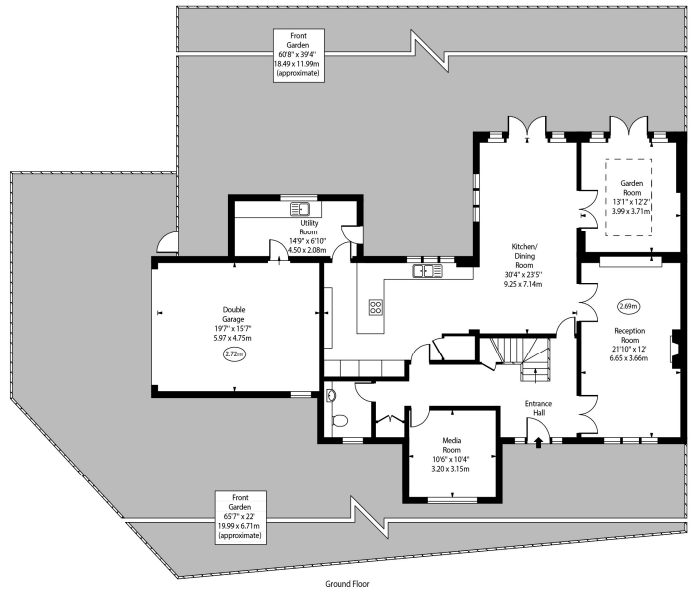 Front
Garden
60'8" x 39'4"
18.49 x 11.99m
(approximate)
Garden
Room
13'1" x 12'2"
3.99 x 3.71m
Utility
Room
14'9" x 6'10"
4.50 x 2.08m
Kitchen/
Dining
Room
30'4" x 23'5"
9.25 x 7.14m
Double
Garage
19'7" x 15'7"
5.97 x 4.75m
2.72m
2.69m
Reception
Room
21'10" x 12'
6.65 x 3.66m
Entrance
Hall
Media
Room
10'6" x 10'4"
3.20 x 3.15m
Front
Garden
65'7" x 22'
19.99 x 6.71m
(approximate)
Ground Floor